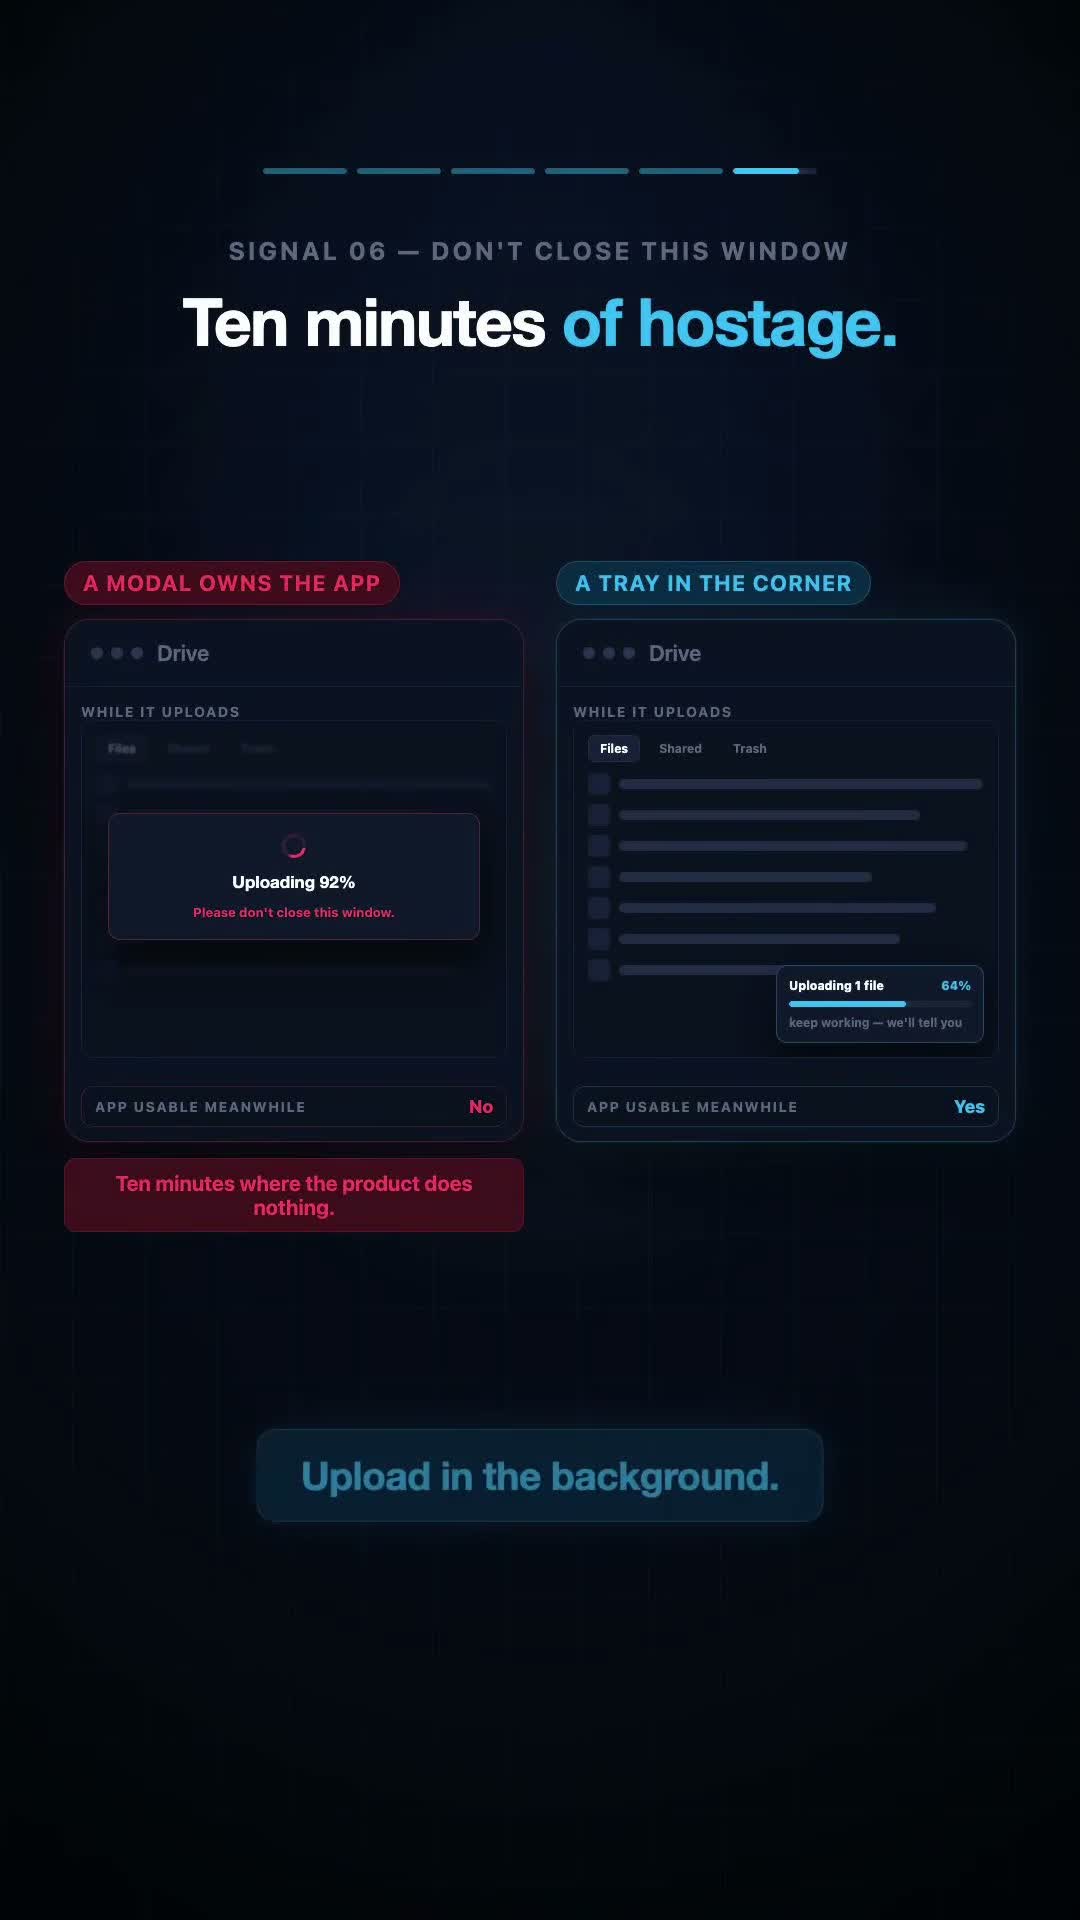 SIGNAL 06 — DON'T CLOSE THIS WINDOW
Ten minutes of hostage.
A MODAL OWNS THE APP
Drive
WHILE IT UPLOADS
Files
Shared
Trash
Uploading 92%
Please don't close this window.
APP USABLE MEANWHILE
No
Ten minutes where the product does
nothing.
A TRAY IN THE CORNER
Drive
WHILE IT UPLOADS
Files
Shared
Trash
Uploading 1 file
64%
keep working — we'll tell you
APP USABLE MEANWHILE
Yes
Upload in the background.